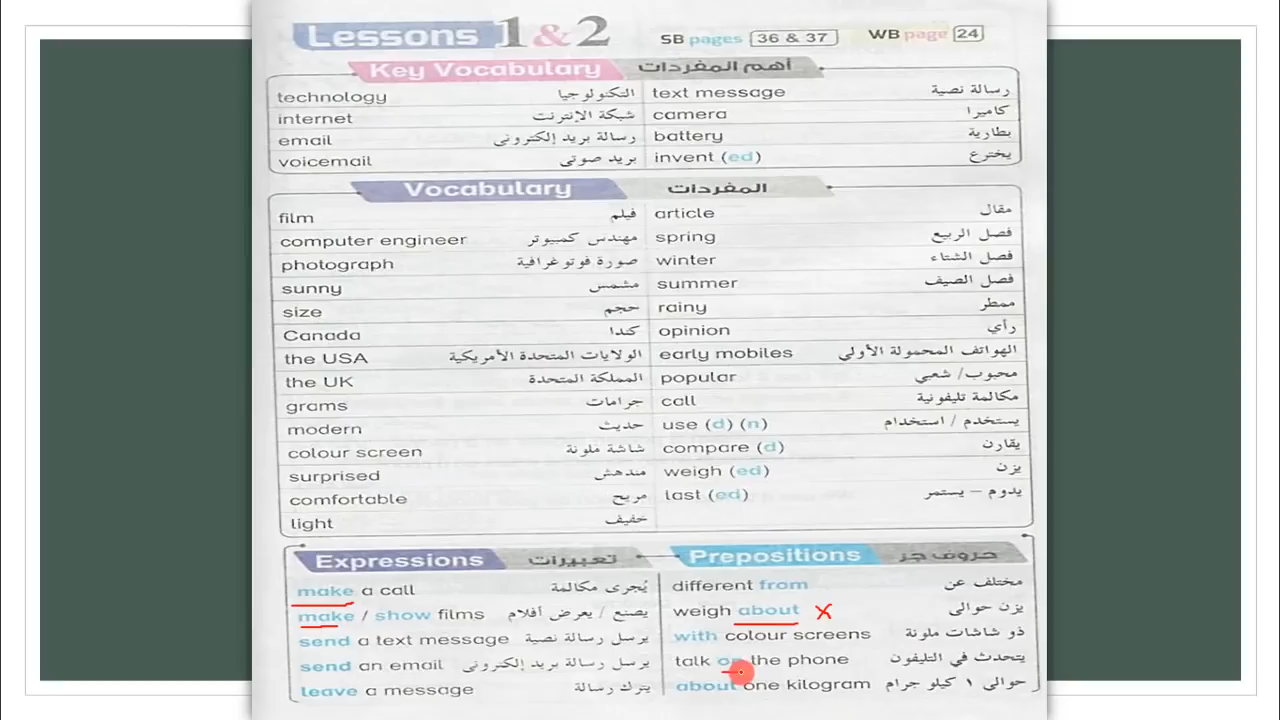 Lessons 1 & 2 SB pages 36 & 37 WB page 24
Key Vocabulary أهم المفردات
technology التكنولوجيا text message رسالة نصية
internet شبكة الإنترنت camera كاميرا
email رسالة بريد إلكترونى battery بطارية
voicemail بريد صوتى invent (ed) يخترع
Vocabulary المفردات
film فيلم article مقال
computer engineer مهندس كمبيوتر spring فصل الربيع
photograph صورة فوتوغرافية winter فصل الشتاء
sunny مشمس summer فصل الصيف
size حجم rainy ممطر
Canada كندا opinion رأي
the USA الولايات المتحدة الأمريكية early mobiles الهواتف المحمولة الأولى
the UK المملكة المتحدة popular محبوب/ شعبي
grams جرامات call مكالمة تليفونية
modern حديث use (d) (n) يستخدم / استخدام
colour screen شاشة ملونة compare (d) يقارن
surprised مندهش weigh (ed) يزن
comfortable مريح last (ed) يدوم – يستمر
light خفيف
Expressions تعبيرات Prepositions حروف جر
make a call يُجرى مكالمة different from مختلف عن
make / show films يصنع / يعرض أفلام weigh about X يزن حوالى
send a text message يرسل رسالة نصية with colour screens ذو شاشات ملونة
send an email يرسل رسالة بريد إلكترونى talk on the phone يتحدث في التليفون
leave a message يترك رسالة about one kilogram حوالى ١ كيلو جرام